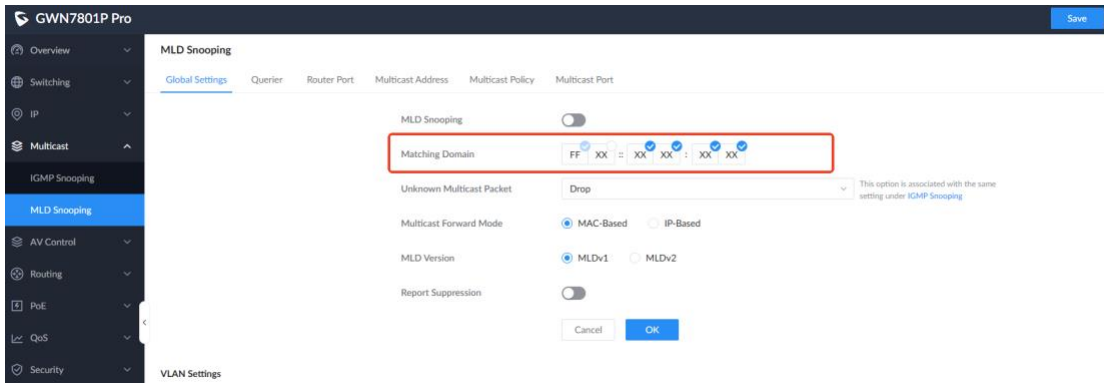 GWN7801P Pro
Save
Overview
Switching
IP
Multicast
IGMP Snooping
MLD Snooping
AV Control
Routing
PoE
QoS
Security
MLD Snooping
Global Settings Querier Router Port Multicast Address Multicast Policy Multicast Port
MLD Snooping
Matching Domain FF XX :: XX XX : XX XX
Unknown Multicast Packet Drop This option is associated with the same
setting under IGMP Snooping
Multicast Forward Mode MAC-Based IP-Based
MLD Version MLDv1 MLDv2
Report Suppression
Cancel OK
VLAN Settings